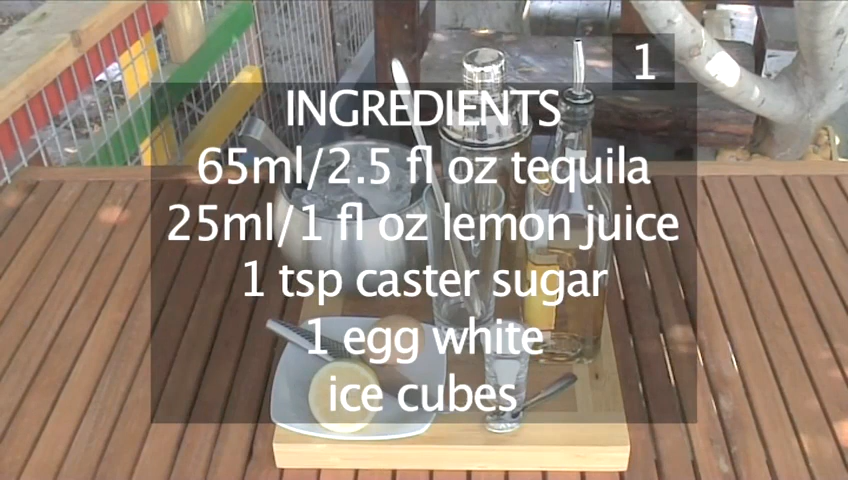 1
INGREDIENTS
65ml/2.5 fl oz tequila
25ml/1 fl oz lemon juice
1 tsp caster sugar
1 egg white
ice cubes